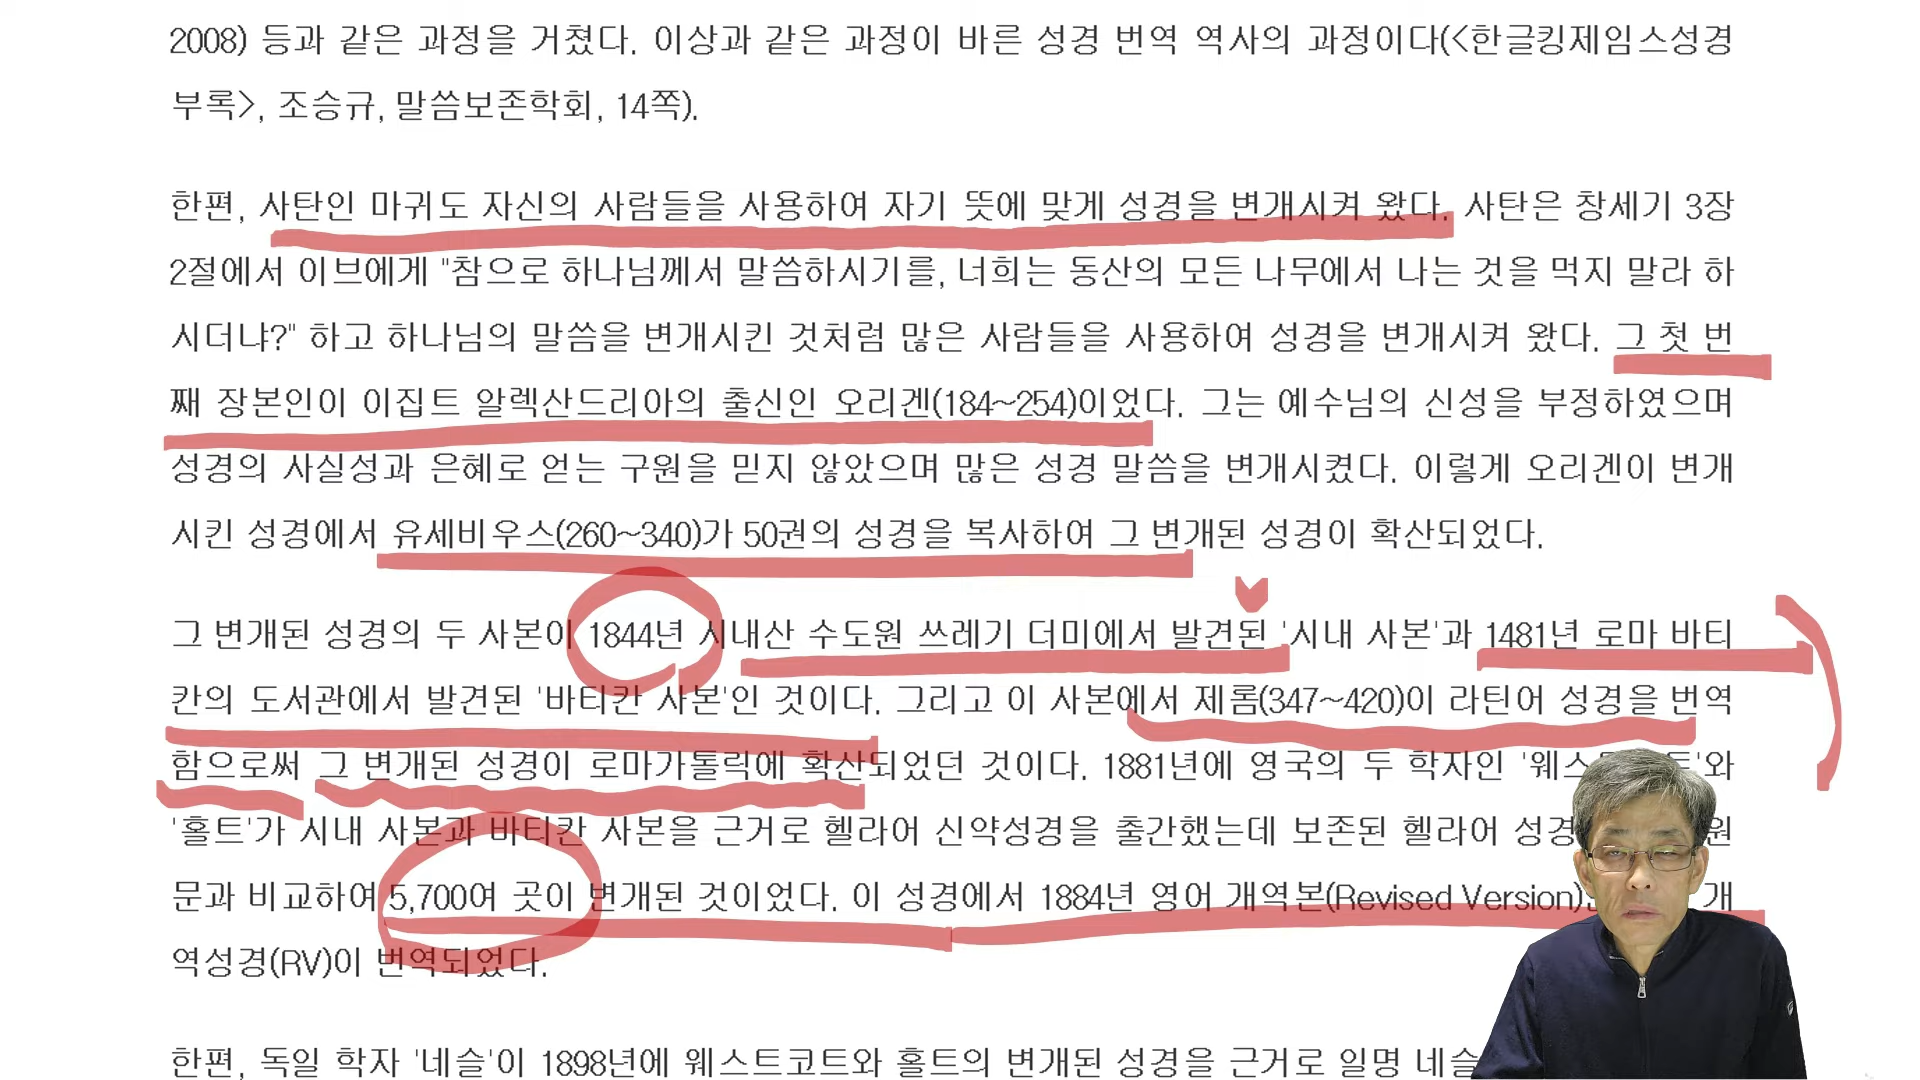 2008) 등과 같은 과정을 거쳤다. 이상과 같은 과정이 바른 성경 번역 역사의 과정이다(<한글킹제임스성경
부록>, 조승규, 말씀보존학회, 14쪽).
한편, 사탄인 마귀도 자신의 사람들을 사용하여 자기 뜻에 맞게 성경을 변개시켜 왔다. 사탄은 창세기 3장
2절에서 이브에게 "참으로 하나님께서 말씀하시기를, 너희는 동산의 모든 나무에서 나는 것을 먹지 말라 하
시더냐?" 하고 하나님의 말씀을 변개시킨 것처럼 많은 사람들을 사용하여 성경을 변개시켜 왔다. 그 첫 번
째 장본인이 이집트 알렉산드리아의 출신인 오리겐(184~254)이었다. 그는 예수님의 신성을 부정하였으며
성경의 사실성과 은혜로 얻는 구원을 믿지 않았으며 많은 성경 말씀을 변개시켰다. 이렇게 오리겐이 변개
시킨 성경에서 유세비우스(260~340)가 50권의 성경을 복사하여 그 변개된 성경이 확산되었다.
그 변개된 성경의 두 사본이 1844년 시내산 수도원 쓰레기 더미에서 발견된 '시내 사본'과 1481년 로마 바티
칸의 도서관에서 발견된 '바티칸 사본'인 것이다. 그리고 이 사본에서 제롬(347~420)이 라틴어 성경을 번역
함으로써 그 변개된 성경이 로마가톨릭에 확산되었던 것이다. 1881년에 영국의 두 학자인 '웨스 '와
'홀트'가 시내 사본과 바티칸 사본을 근거로 헬라어 신약성경을 출간했는데 보존된 헬라어 성경 원
문과 비교하여 5,700여 곳이 변개된 것이었다. 이 성경에서 1884년 영어 개역본(Revised Version) 개
역성경(RV)이 번역되었다.
한편, 독일 학자 '네슬'이 1898년에 웨스트코트와 홀트의 변개된 성경을 근거로 일명 네슬